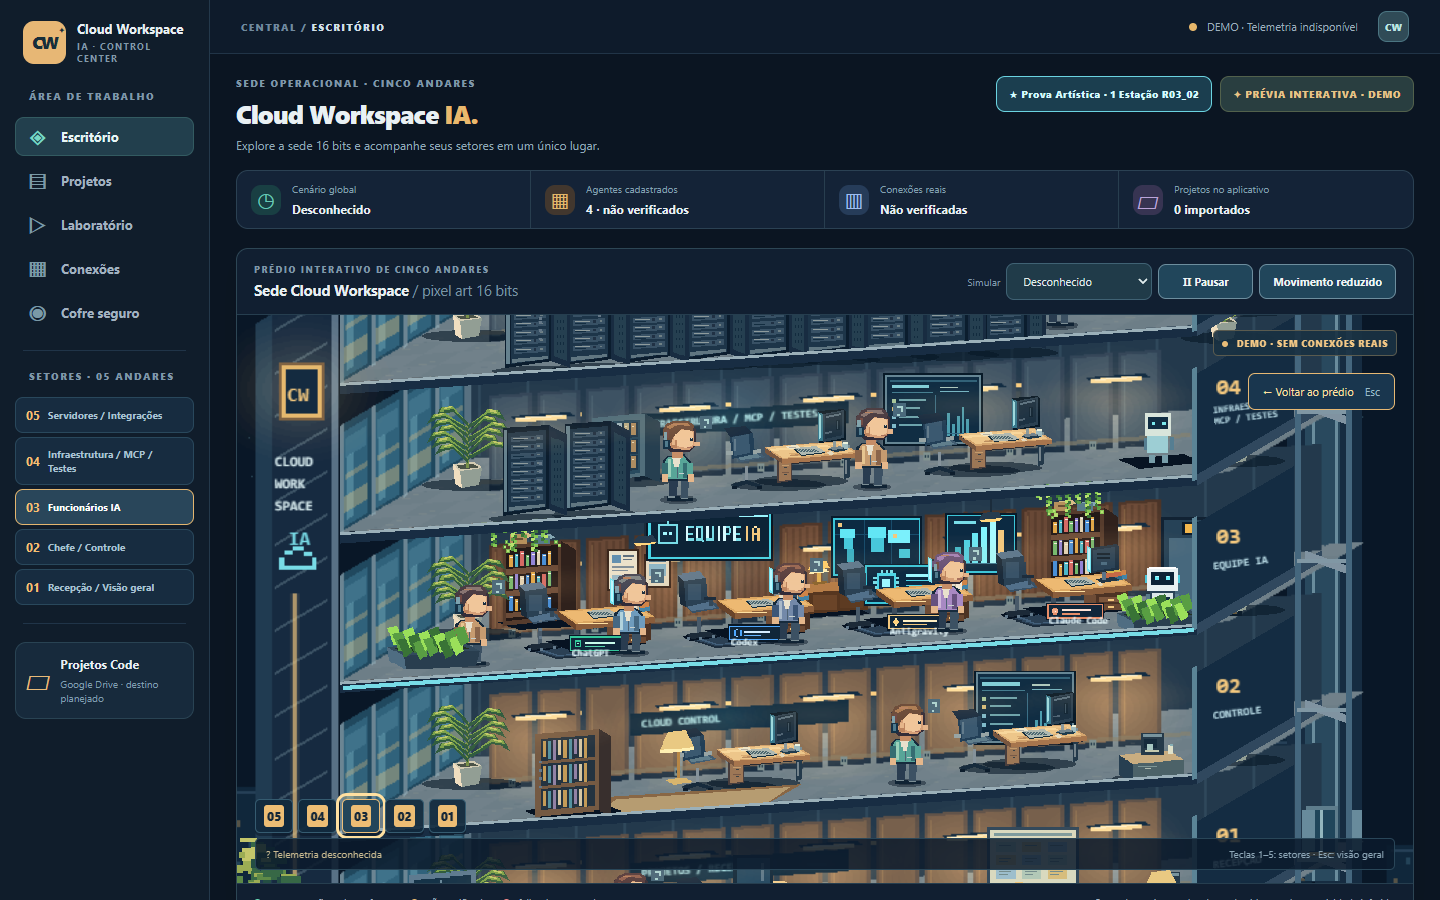 CW
Cloud Workspace
IA · CONTROL
CENTER
ÁREA DE TRABALHO
Escritório
Projetos
Laboratório
Conexões
Cofre seguro
SETORES · 05 ANDARES
05 Servidores / Integrações
04 Infraestrutura / MCP /
Testes
03 Funcionários IA
02 Chefe / Controle
01 Recepção / Visão geral
Projetos Code
Google Drive · destino
planejado
CENTRAL / ESCRITÓRIO
DEMO · Telemetria indisponível
CW
SEDE OPERACIONAL · CINCO ANDARES
Cloud Workspace IA.
Explore a sede 16 bits e acompanhe seus setores em um único lugar.
★ Prova Artística · 1 Estação R03_02
✦ PRÉVIA INTERATIVA · DEMO
Cenário global
Desconhecido
Agentes cadastrados
4 · não verificados
Conexões reais
Não verificadas
Projetos no aplicativo
0 importados
PRÉDIO INTERATIVO DE CINCO ANDARES
Sede Cloud Workspace / pixel art 16 bits
Simular
Desconhecido
II Pausar
Movimento reduzido
DEMO · SEM CONEXÕES REAIS
← Voltar ao prédio Esc
CW
CLOUD
WORK
SPACE
IA
/ MCP / TESTES
04
MCP / TESTES
EQUIPE IA
03
EQUIPE IA
ChatGPT
Codex
Antigravity
Claude Code
CLOUD CONTROL
02
CONTROLE
01
05
04
03
02
01
? Telemetria desconhecida
Teclas 1–5: setores · Esc: visão geral